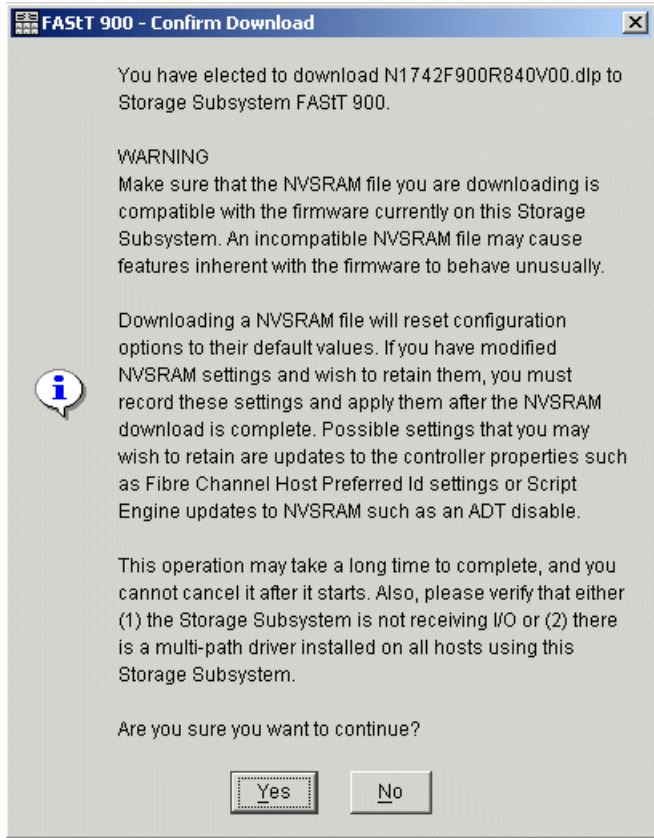 FAStT 900 - Confirm Download
You have elected to download N1742F900R840V00.dlp to
Storage Subsystem FAStT 900.
WARNING
Make sure that the NVSRAM file you are downloading is
compatible with the firmware currently on this Storage
Subsystem. An incompatible NVSRAM file may cause
features inherent with the firmware to behave unusually.
Downloading a NVSRAM file will reset configuration
options to their default values. If you have modified
NVSRAM settings and wish to retain them, you must
record these settings and apply them after the NVSRAM
download is complete. Possible settings that you may
wish to retain are updates to the controller properties such
as Fibre Channel Host Preferred Id settings or Script
Engine updates to NVSRAM such as an ADT disable.
This operation may take a long time to complete, and you
cannot cancel it after it starts. Also, please verify that either
(1) the Storage Subsystem is not receiving I/O or (2) there
is a multi-path driver installed on all hosts using this
Storage Subsystem.
Are you sure you want to continue?
Yes No